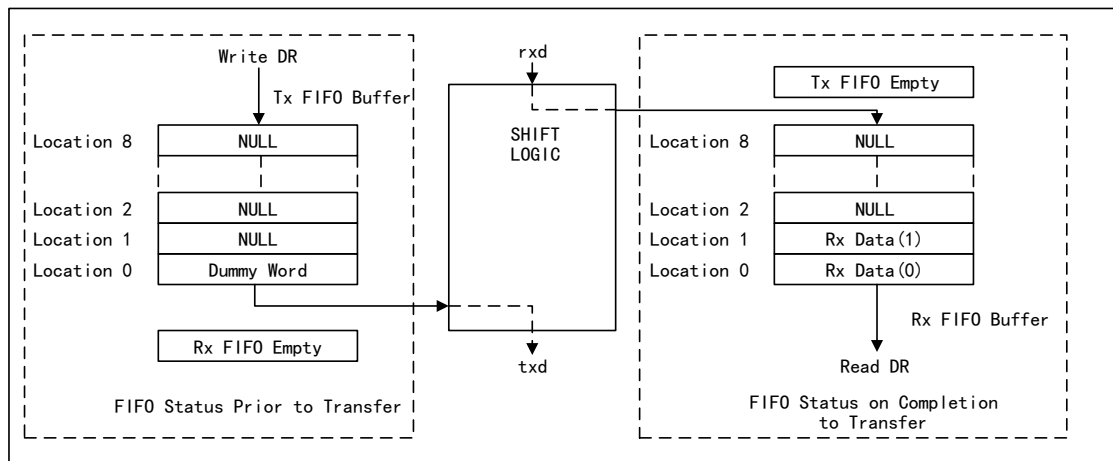 Write DR
Tx FIFO Buffer
Location 8
NULL
Location 2
NULL
Location 1
NULL
Location 0
Dummy Word
Rx FIFO Empty
FIFO Status Prior to Transfer
rxd
SHIFT
LOGIC
txd
Tx FIFO Empty
Location 8
NULL
Location 2
NULL
Location 1
Rx Data(1)
Location 0
Rx Data(0)
Rx FIFO Buffer
Read DR
FIFO Status on Completion
to Transfer